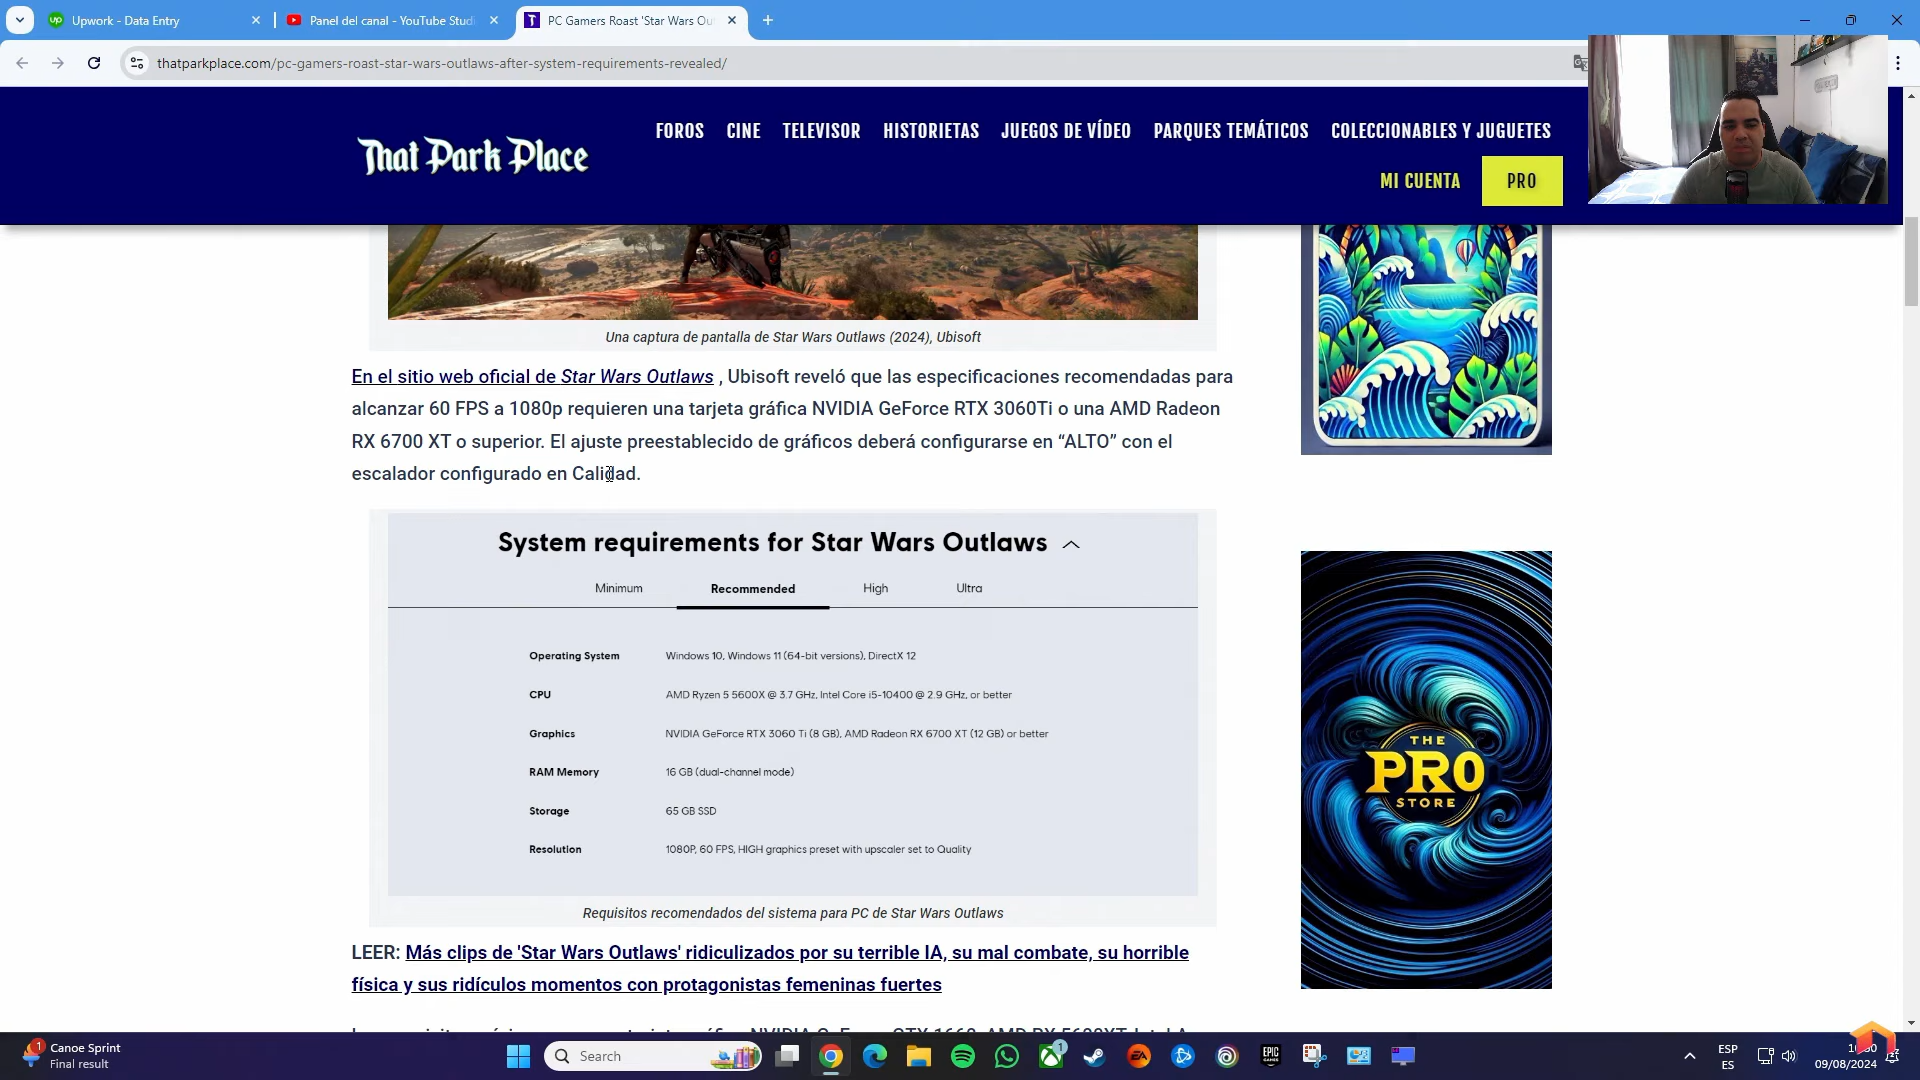 Upwork - Data Entry
Panel del canal - YouTube Stud
PC Gamers Roast 'Star Wars Ou
thatparkplace.com/pc-gamers-roast-star-wars-outlaws-after-system-requirements-revealed/
That Park Place
FOROS CINE TELEVISOR HISTORIETAS JUEGOS DE VÍDEO PARQUES TEMÁTICOS COLECCIONABLES Y JUGUETES
MI CUENTA PRO
Una captura de pantalla de Star Wars Outlaws (2024), Ubisoft
En el sitio web oficial de Star Wars Outlaws , Ubisoft reveló que las especificaciones recomendadas para
alcanzar 60 FPS a 1080p requieren una tarjeta gráfica NVIDIA GeForce RTX 3060Ti o una AMD Radeon
RX 6700 XT o superior. El ajuste preestablecido de gráficos deberá configurarse en “ALTO” con el
escalador configurado en Calidad.
System requirements for Star Wars Outlaws
Minimum Recommended High Ultra
Operating System Windows 10, Windows 11 (64-bit versions), DirectX 12
CPU AMD Ryzen 5 5600X @ 3.7 GHz, Intel Core i5-10400 @ 2.9 GHz, or better
Graphics NVIDIA GeForce RTX 3060 Ti (8 GB), AMD Radeon RX 6700 XT (12 GB) or better
RAM Memory 16 GB (dual-channel mode)
Storage 65 GB SSD
Resolution 1080P, 60 FPS, HIGH graphics preset with upscaler set to Quality
Requisitos recomendados del sistema para PC de Star Wars Outlaws
THE
PRO
STORE
LEER: Más clips de 'Star Wars Outlaws' ridiculizados por su terrible IA, su mal combate, su horrible
física y sus ridículos momentos con protagonistas femeninas fuertes
Canoe Sprint
Final result
Search
ESP
ES
09/08/2024